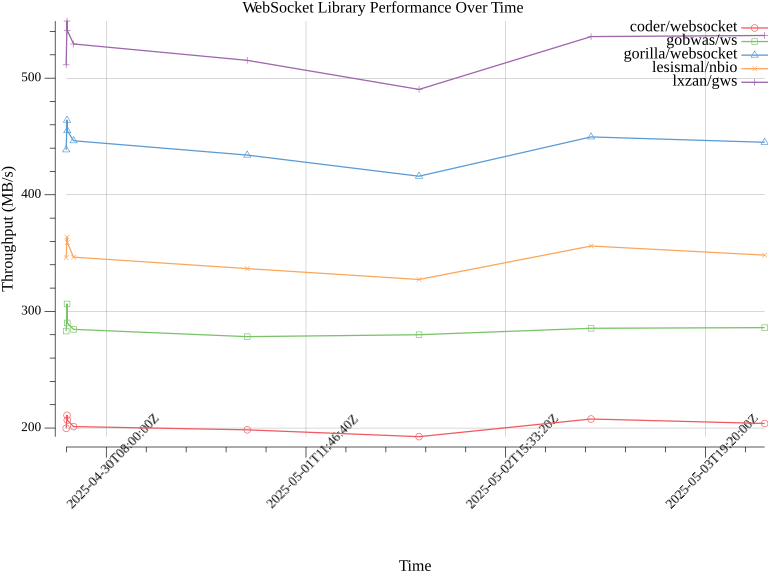 WebSocket Library Performance Over Time
coder/websocket
gobwas/ws
gorilla/websocket
lesismal/nbio
lxzan/gws
Throughput (MB/s)
500
400
300
200
2025-04-30T08:00:00Z
2025-05-01T11:46:40Z
2025-05-02T15:33:20Z
2025-05-03T19:20:00Z
Time